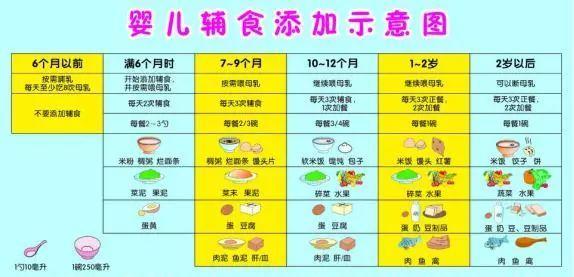 婴儿辅食添加示意图
6个月以前 满6个月时 7~9个月 10~12个月 1~2岁 2岁以后
按需哺乳 开始添加辅食, 按需喂母乳 继续喂母乳 继续喂母乳 可以断母乳
每天至少吃8次母乳 并按需喂母乳
不要添加辅食 每天2次辅食 每天3次辅食 每天3次辅食, 每天3次正餐, 每天3次正餐,
1次加餐 2次加餐 2次加餐
每餐2~3勺 每餐2/3碗 每餐3/4碗 每餐1碗 每餐1碗
米粉 稠粥 烂面条 稠粥 烂面条 馒头片 软米饭 馄饨 包子 米饭 馒头 红薯 米饭 饺子 饼
菜泥 果泥 菜末 果泥 碎菜 水果 碎菜 水果 蔬菜 水果
蛋黄 蛋 豆腐 蛋 豆腐 蛋 奶 豆制品 蛋 奶 豆、豆制品
肉泥 鱼泥 肝/血 肉泥 鱼泥 肝/血 肉 鱼 禽 肉 鱼 禽
1勺10毫升 1碗250毫升